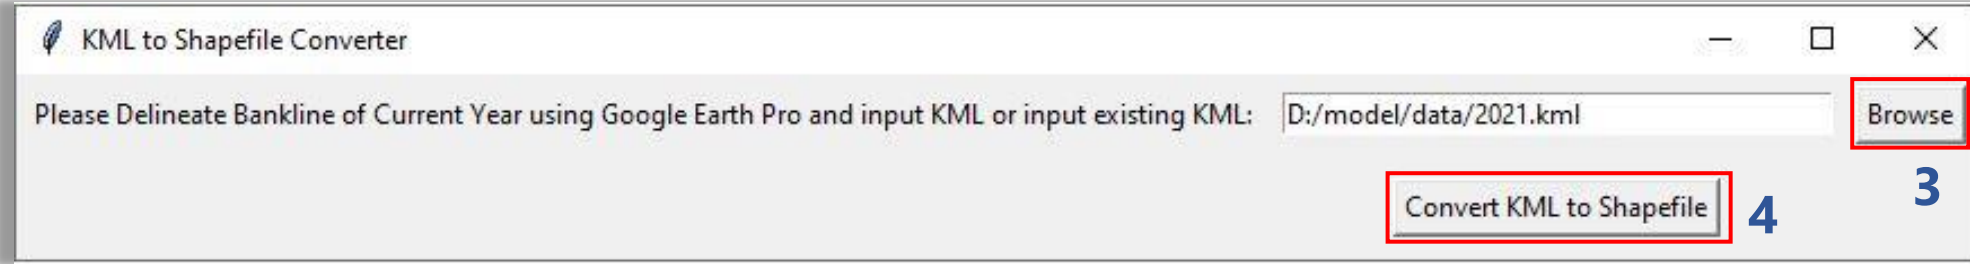 KML to Shapefile Converter
Please Delineate Bankline of Current Year using Google Earth Pro and input KML or input existing KML: D:/model/data/2021.kml Browse
3
Convert KML to Shapefile 4